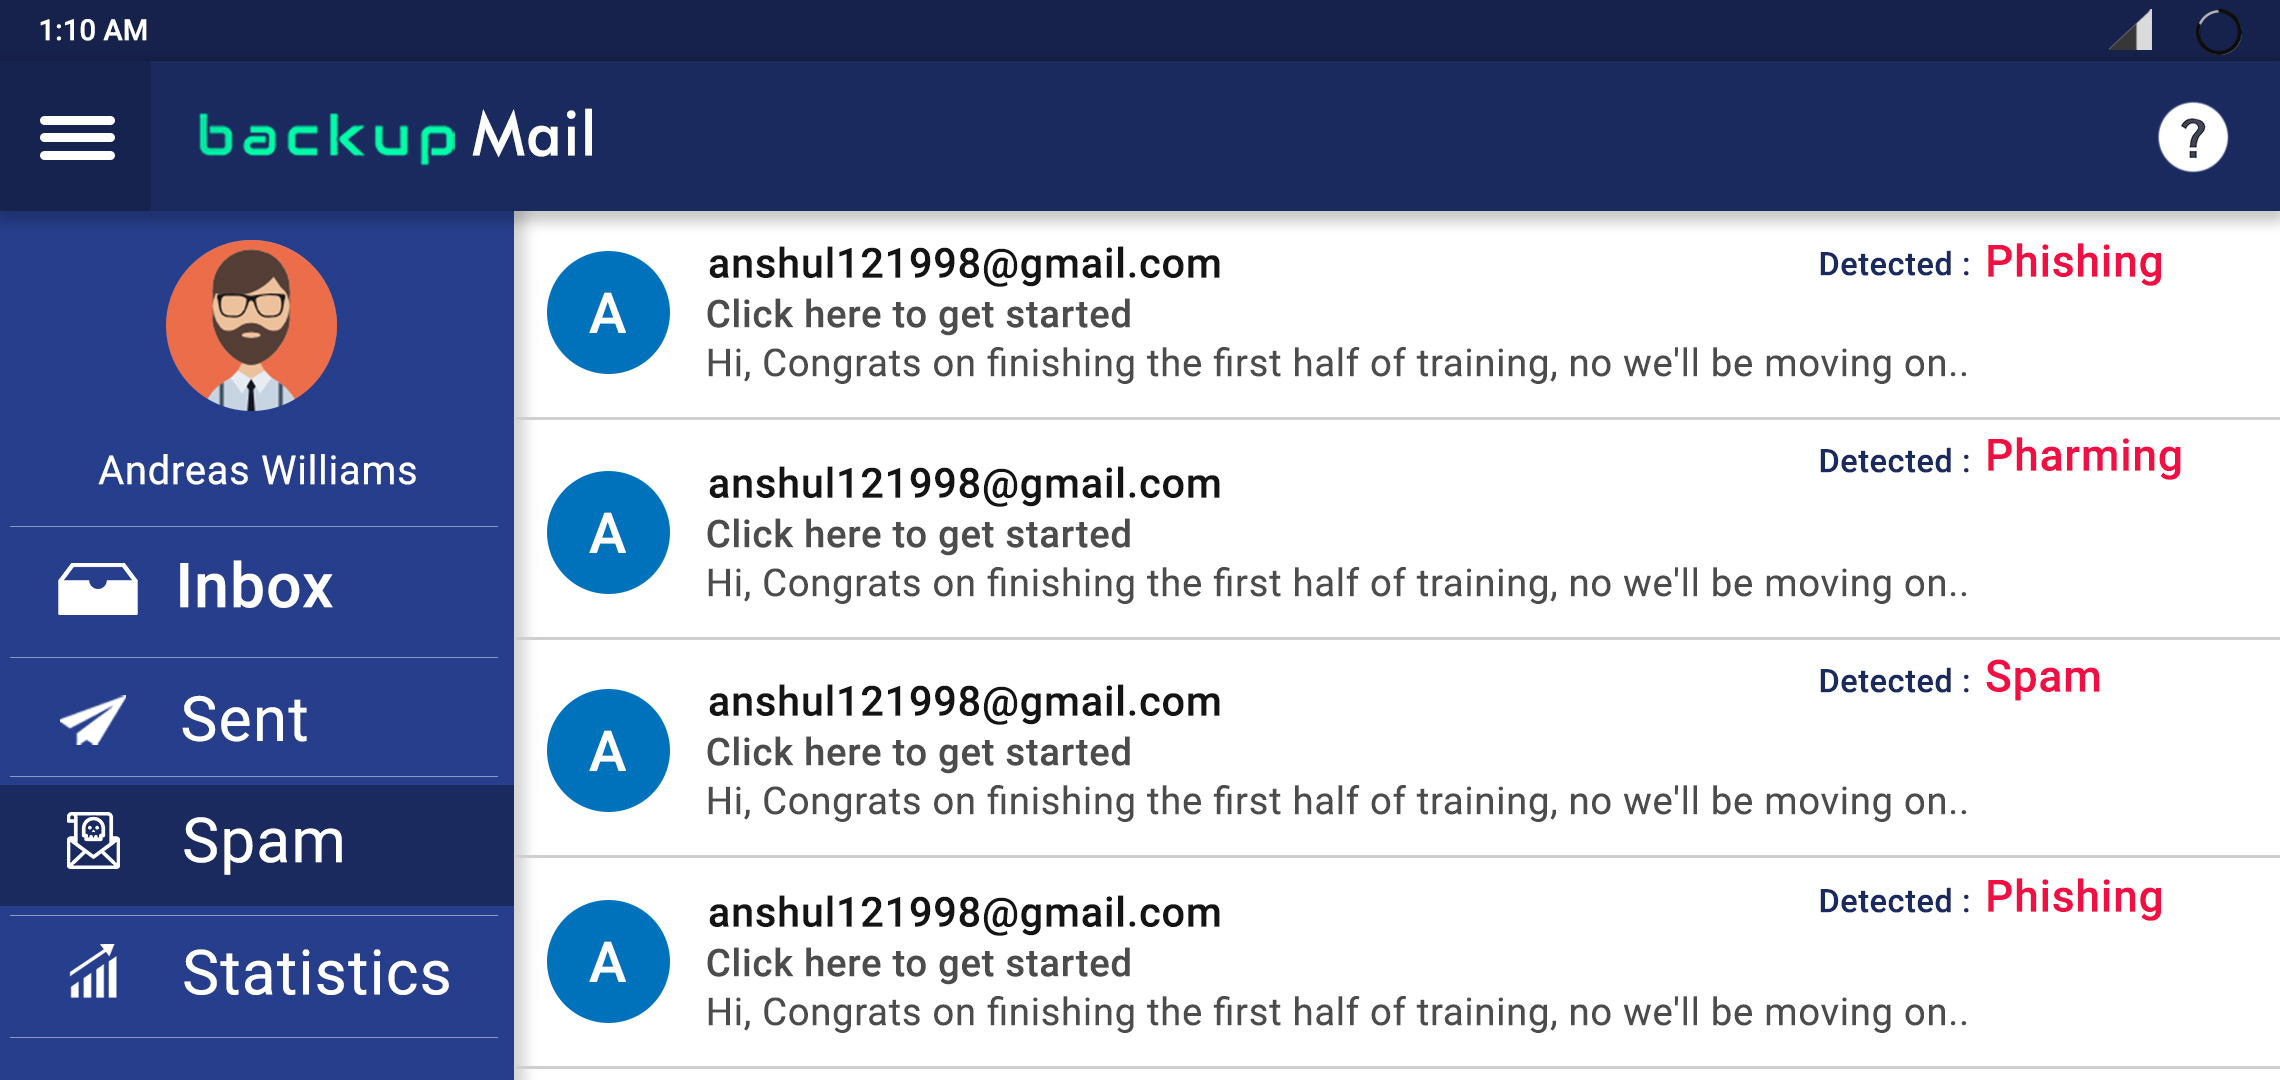 1:10 AM
backup Mail
?
Andreas Williams
Inbox
Sent
Spam
Statistics
A
anshul121998@gmail.com
Detected : Phishing
Click here to get started
Hi, Congrats on finishing the first half of training, no we'll be moving on..
A
anshul121998@gmail.com
Detected : Pharming
Click here to get started
Hi, Congrats on finishing the first half of training, no we'll be moving on..
A
anshul121998@gmail.com
Detected : Spam
Click here to get started
Hi, Congrats on finishing the first half of training, no we'll be moving on..
A
anshul121998@gmail.com
Detected : Phishing
Click here to get started
Hi, Congrats on finishing the first half of training, no we'll be moving on..